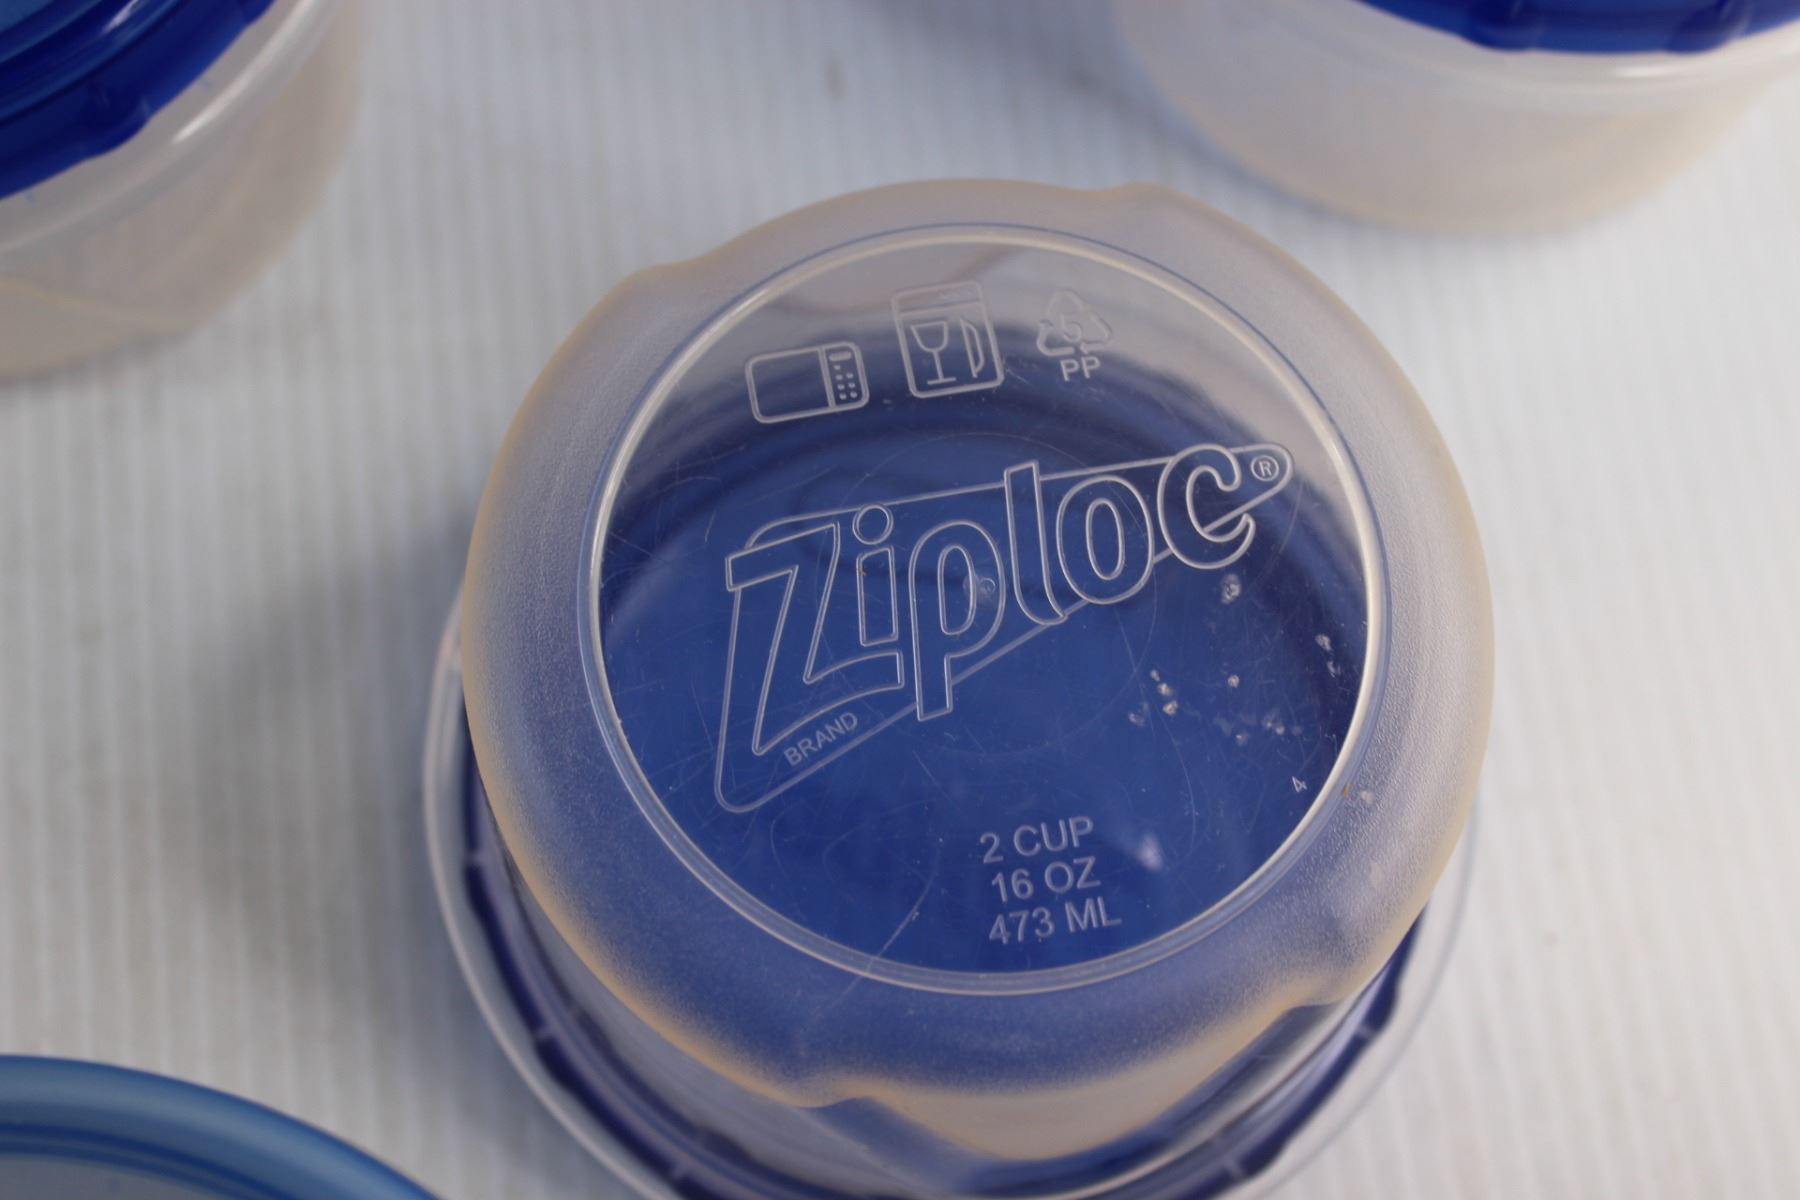 5
PP
Ziploc®
BRAND
4
2 CUP
16 OZ
473 ML